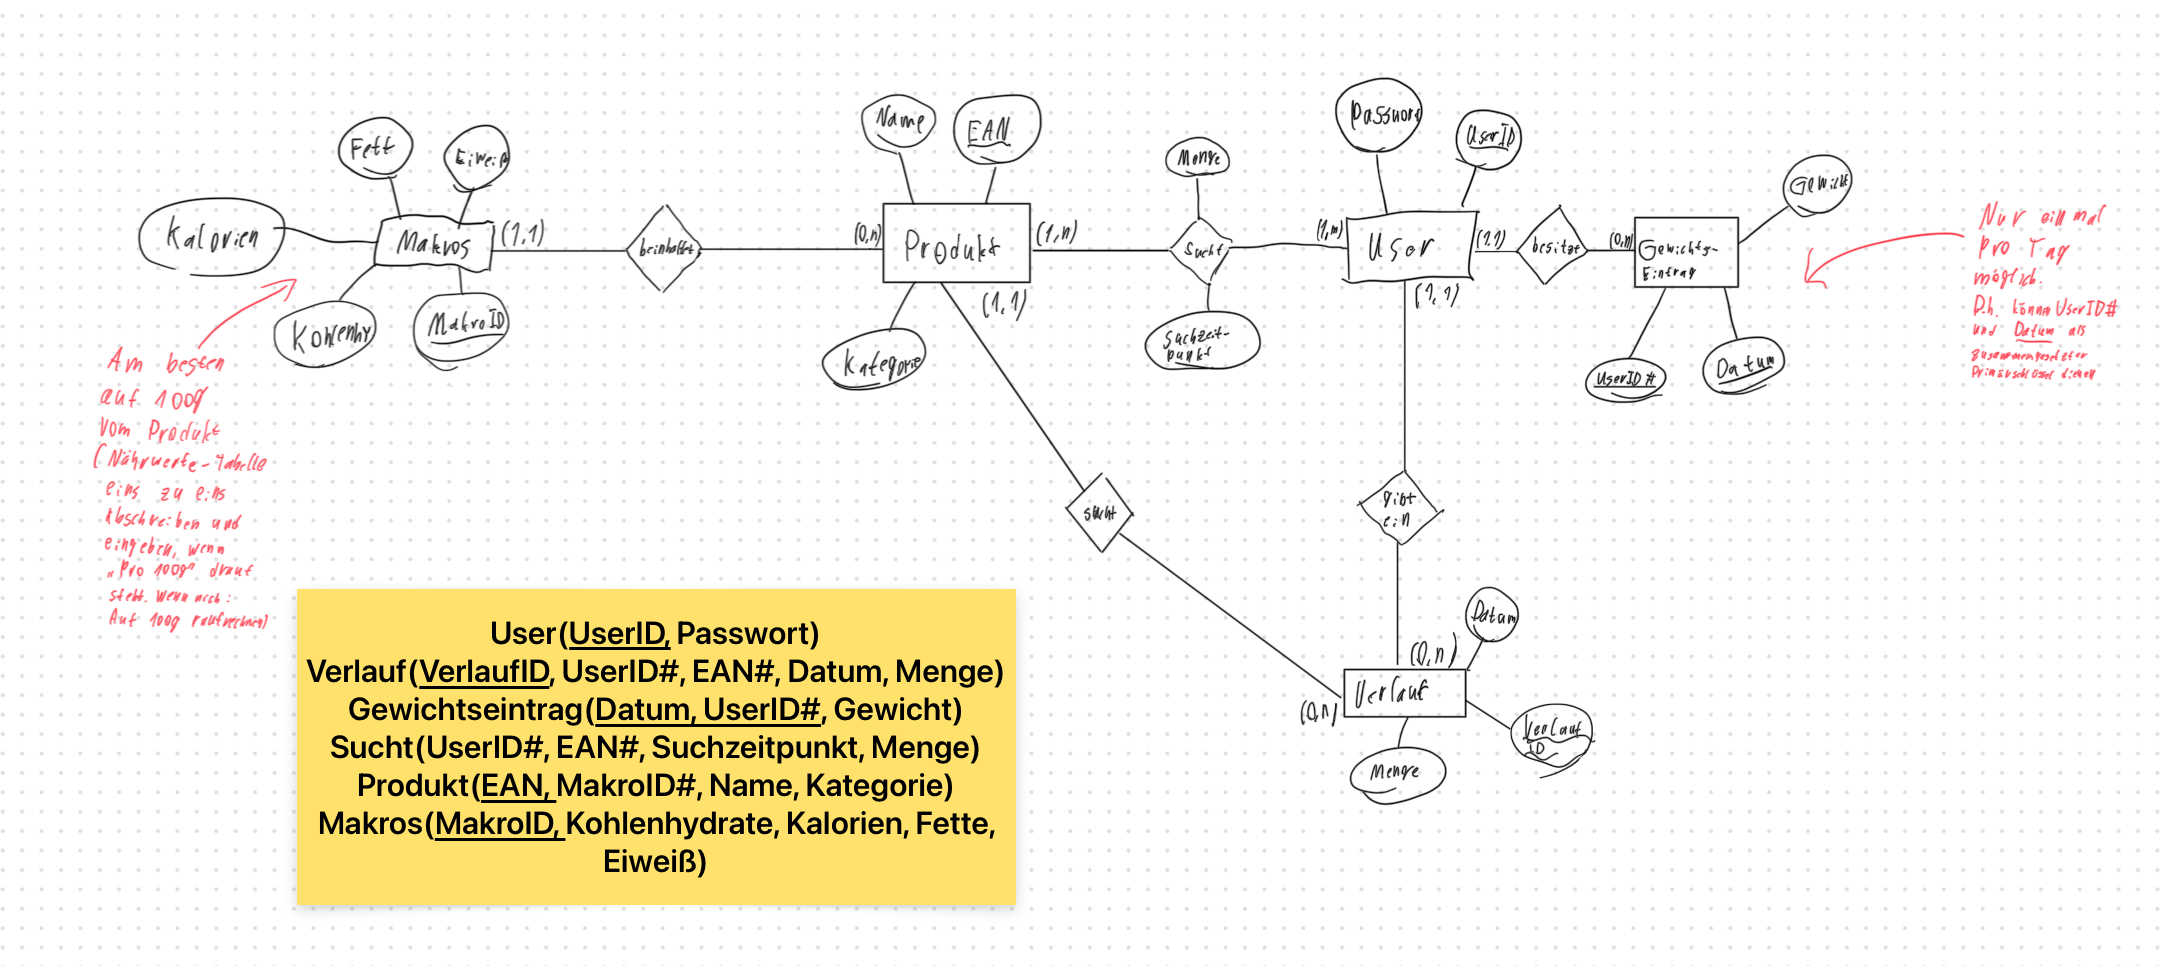 Fett
Eiweiß
Kalorien
Makros
(1,1)
Kohlenhy
MakroID
beinhaltet
(0,n)
Name
EAN
Produkt
(1,n)
(1,1)
Kategorie
Menge
Sucht
Suchzeit-
punkt
Passwort
UserID
(1,n)
User
(1,1)
(1,1)
besitzt
(0,n)
Gewichts-
Eintrag
Gewicht
UserID#
Datum
Nur einmal
pro Tag
möglich.
D.h. können UserID#
und Datum als
zusammengesetzter
Primärschlüssel dienen
Am besten
auf 100g
vom Produkt
(Nährwerte-Tabelle
eins zu eins
Abschreiben und
eingeben, wenn
"Pro 100g" drauf
steht. Wenn nich:
Auf 100g raufrechnen)
sucht
gibt
ein
Datum
(0,n)
Verlauf
(0,n)
Verlauf
ID
Menge
User(UserID, Passwort)
Verlauf(VerlaufID, UserID#, EAN#, Datum, Menge)
Gewichtseintrag(Datum, UserID#, Gewicht)
Sucht(UserID#, EAN#, Suchzeitpunkt, Menge)
Produkt(EAN, MakroID#, Name, Kategorie)
Makros(MakroID, Kohlenhydrate, Kalorien, Fette,
Eiweiß)